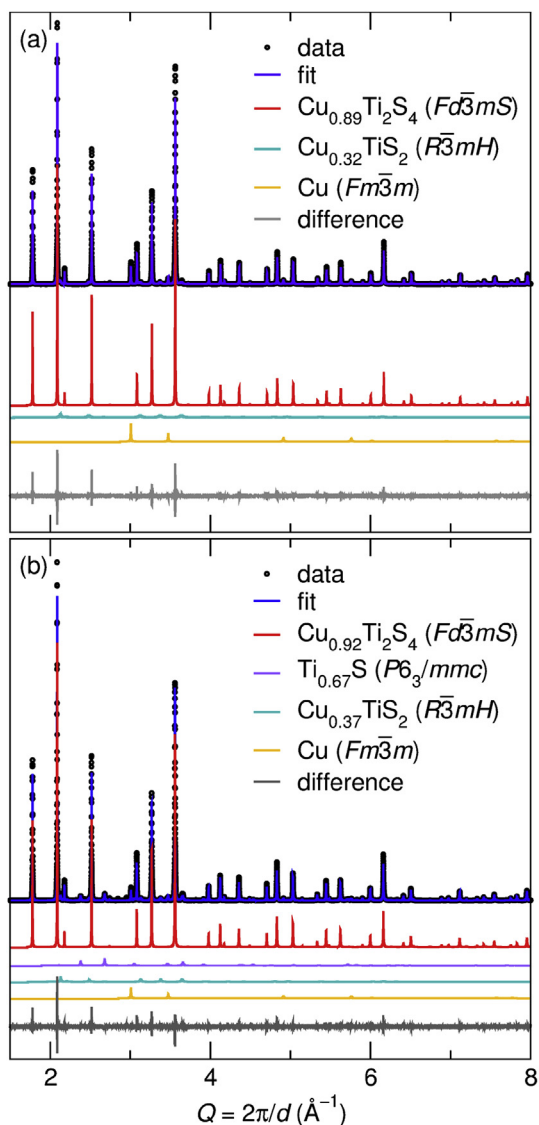 (a)
data
fit
Cu0.89Ti2S4 (Fd3̅mS)
Cu0.32TiS2 (R3̅mH)
Cu (Fm3̅m)
difference
(b)
data
fit
Cu0.92Ti2S4 (Fd3̅mS)
Ti0.67S (P63/mmc)
Cu0.37TiS2 (R3̅mH)
Cu (Fm3̅m)
difference
2 4 6 8
Q = 2π/d (Å−1)